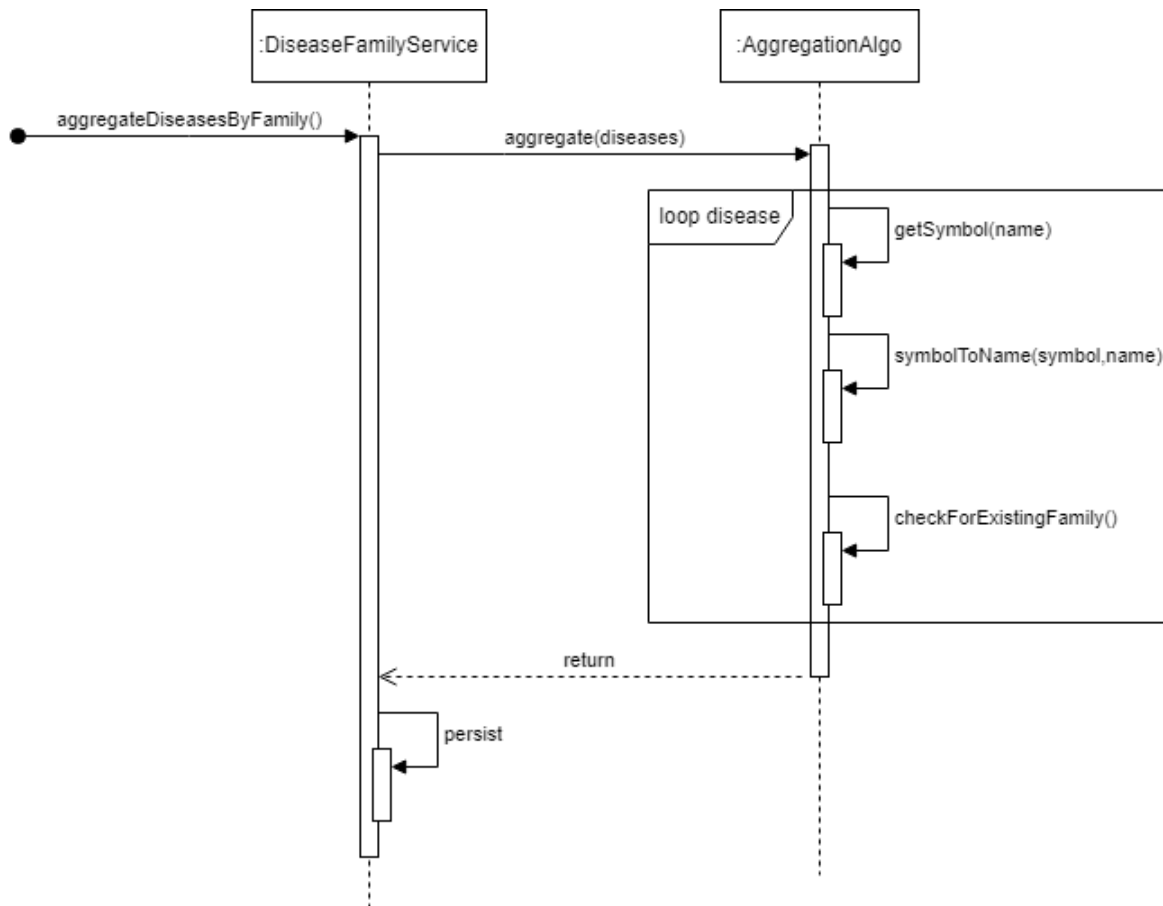 :DiseaseFamilyService
:AggregationAlgo
aggregateDiseasesByFamily()
aggregate(diseases)
loop disease
getSymbol(name)
symbolToName(symbol,name)
checkForExistingFamily()
return
persist